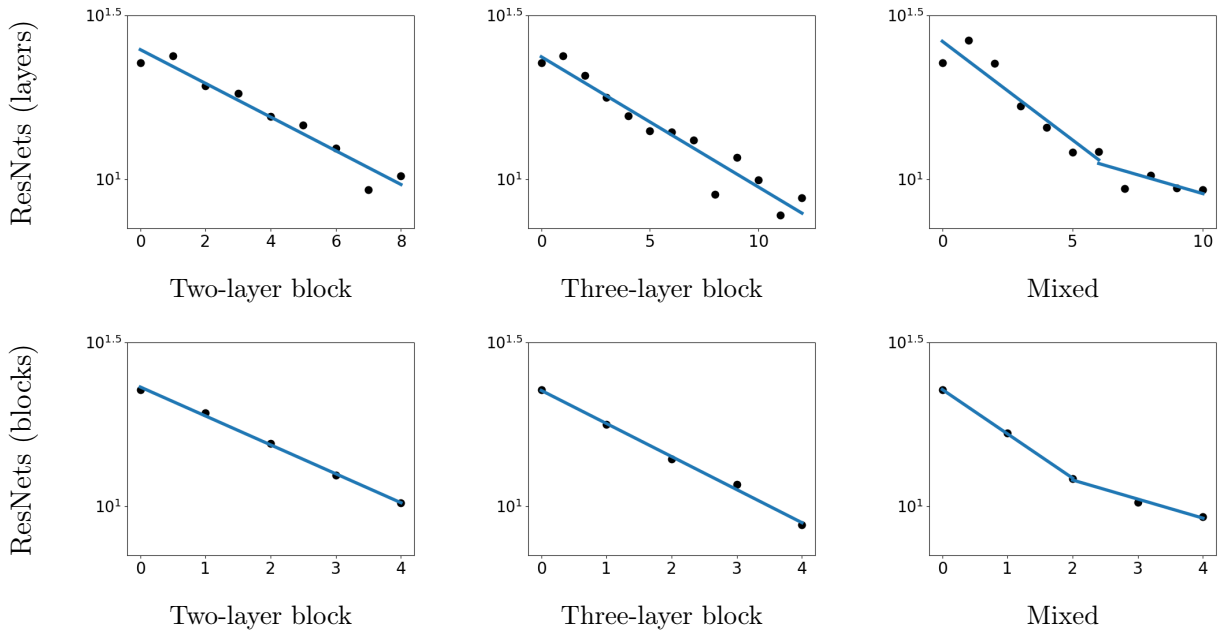 ResNets (layers)
10^1.5
10^1
0 2 4 6 8
Two-layer block
10^1.5
10^1
0 5 10
Three-layer block
10^1.5
10^1
0 5 10
Mixed
ResNets (blocks)
10^1.5
10^1
0 1 2 3 4
Two-layer block
10^1.5
10^1
0 1 2 3 4
Three-layer block
10^1.5
10^1
0 1 2 3 4
Mixed